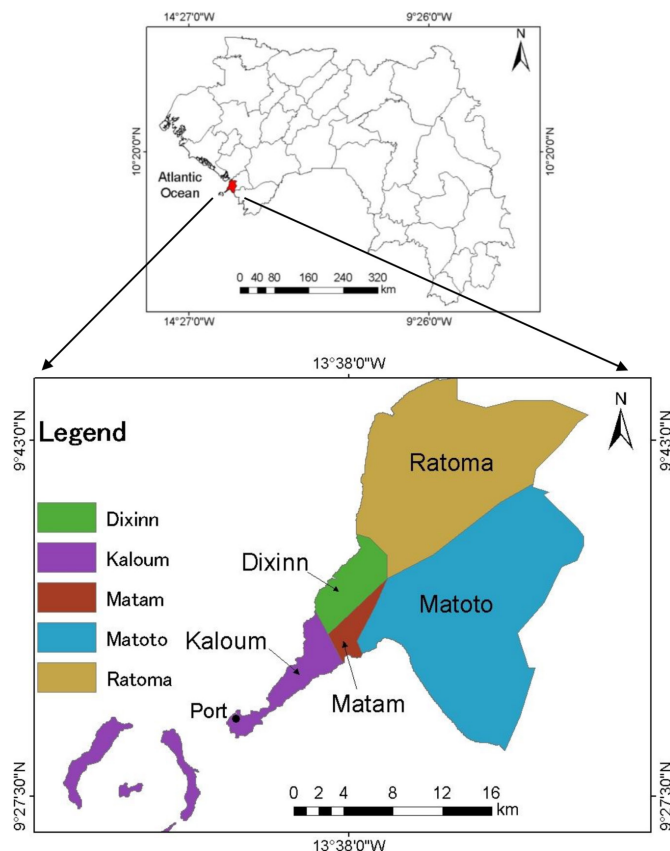 14°27'0"W
9°26'0"W
N
10°20'0"N
10°20'0"N
Atlantic
Ocean
0 40 80 160 240 320
km
14°27'0"W
9°26'0"W
13°38'0"W
N
9°43'0"N
9°43'0"N
Legend
Ratoma
Dixinn
Kaloum
Matam
Matoto
Ratoma
Dixinn
Matoto
Kaloum
Matam
Port
0 2 4 8 12 16
km
9°27'30"N
9°27'30"N
13°38'0"W